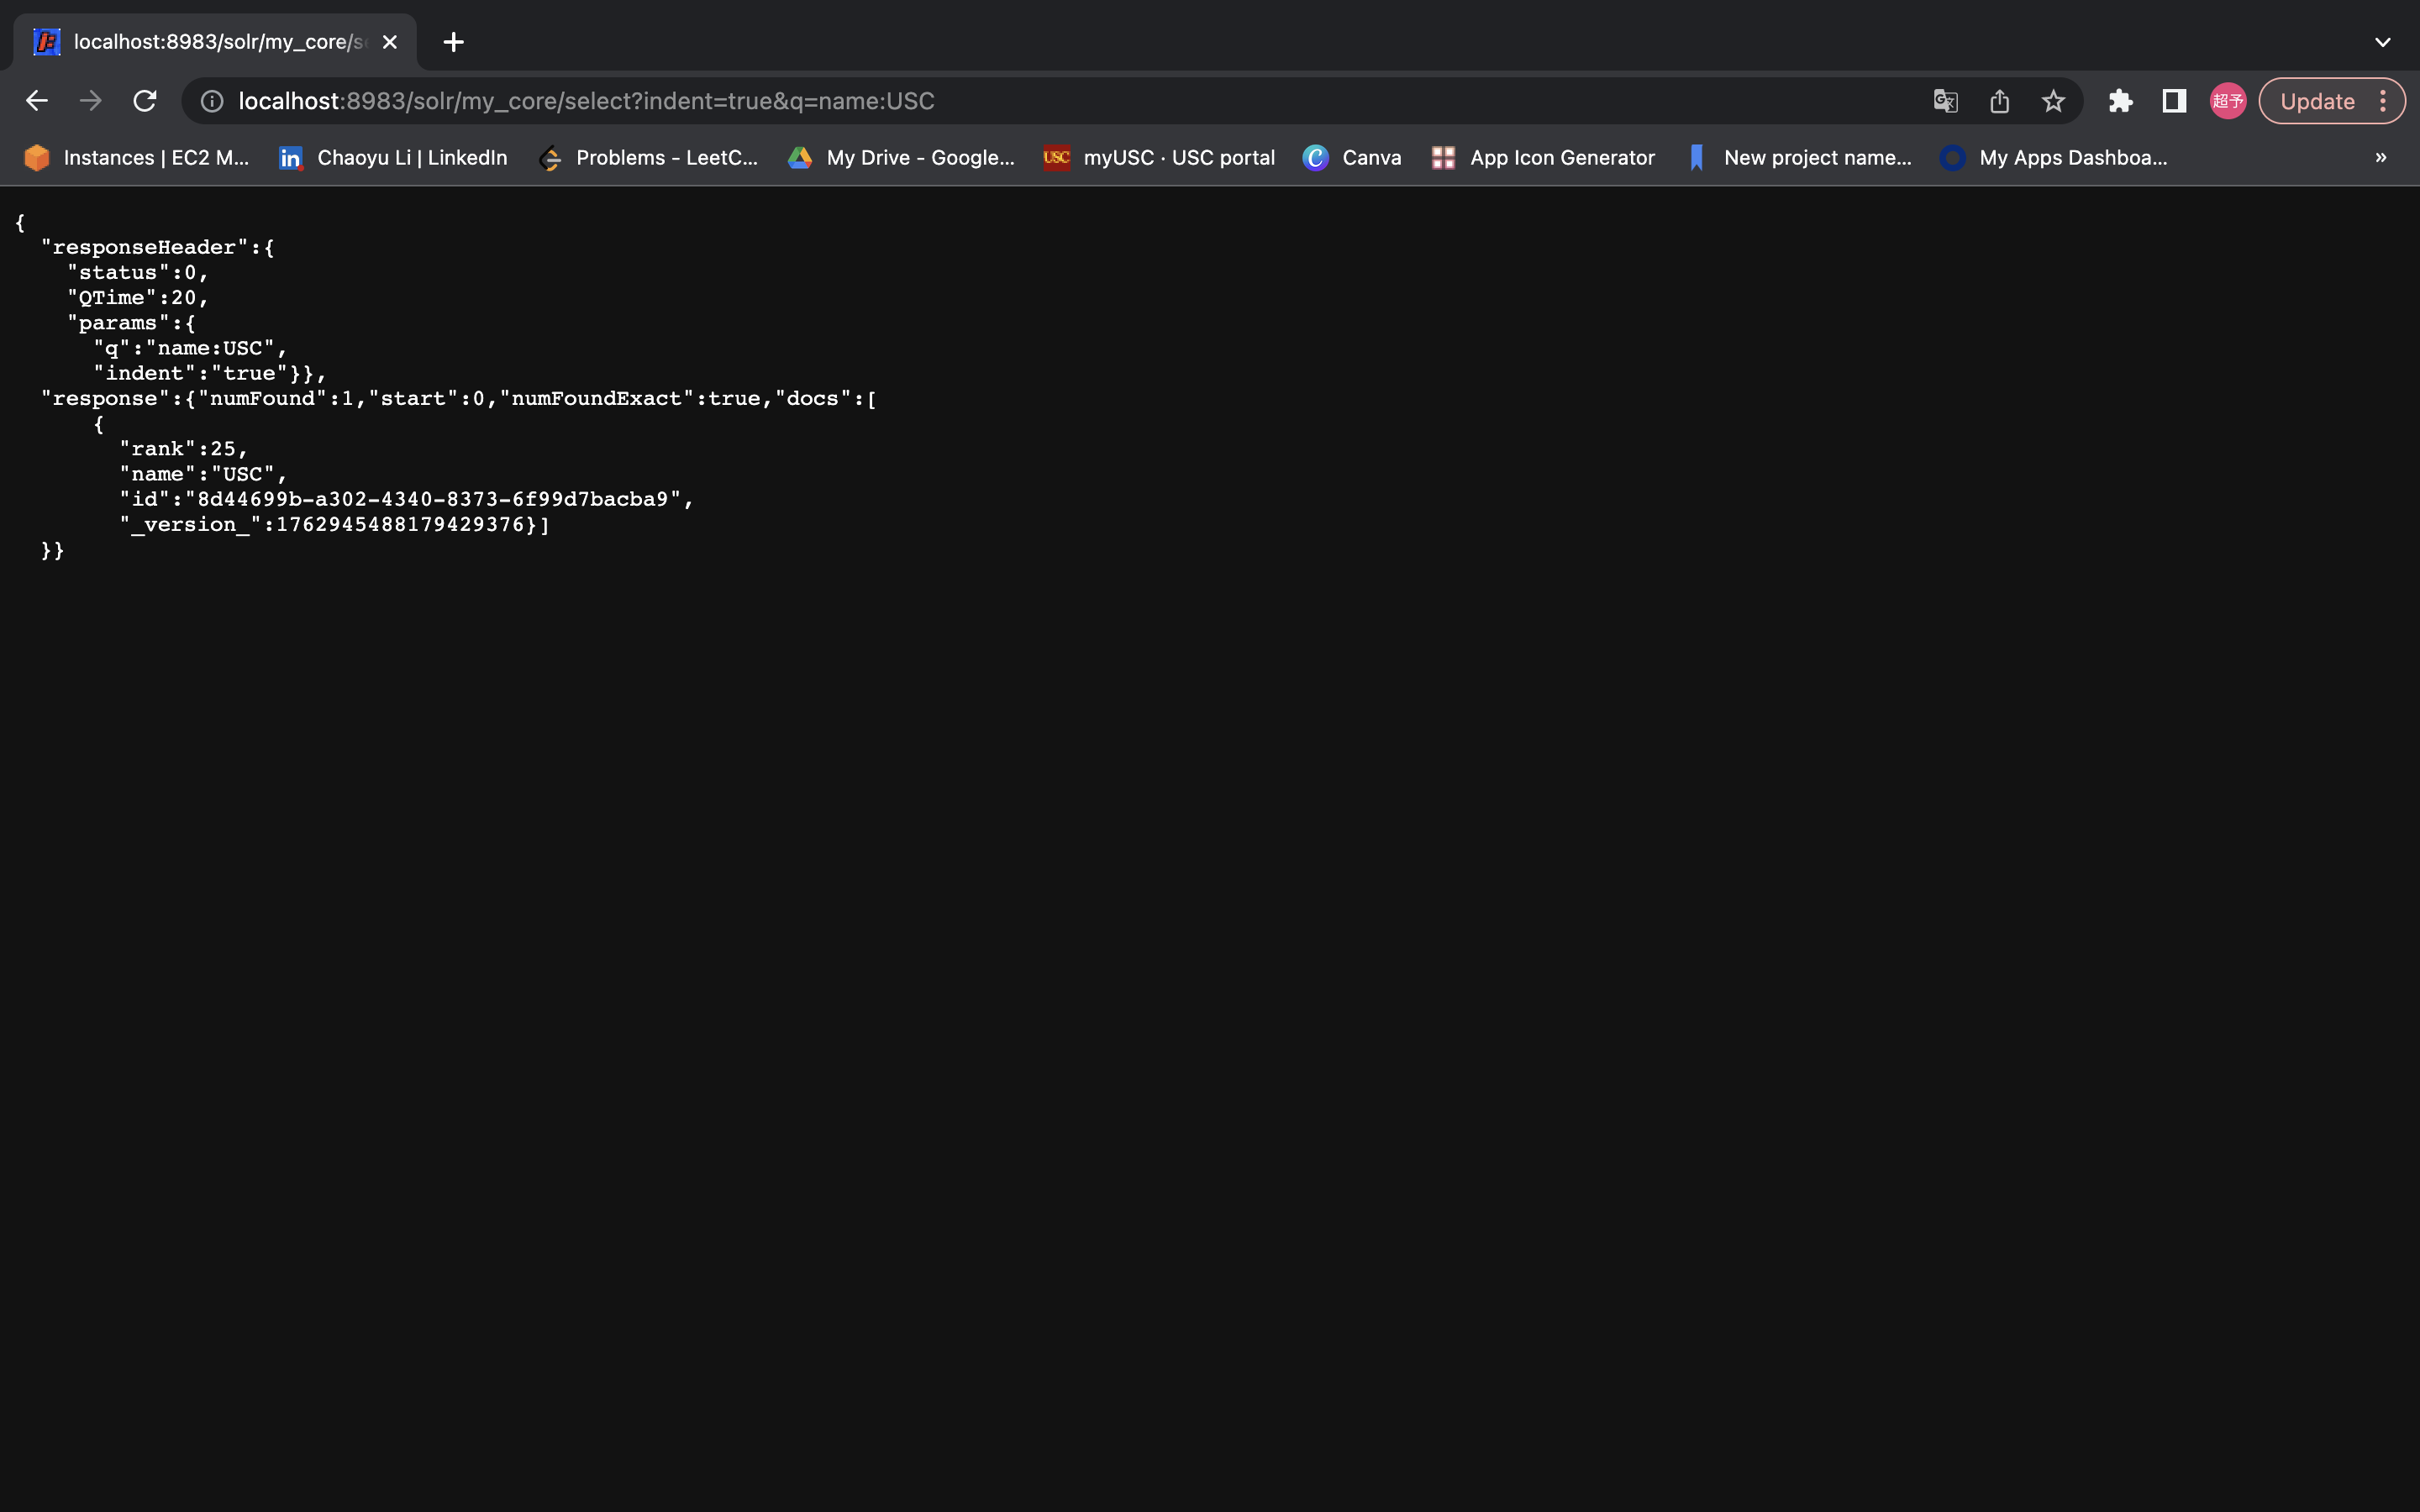 localhost:8983/solr/my_core/s
localhost:8983/solr/my_core/select?indent=true&q=name:USC
超予
Update
Instances | EC2 M...
in
Chaoyu Li | LinkedIn
Problems - LeetC...
My Drive - Google...
USC
myUSC · USC portal
Canva
App Icon Generator
New project name...
My Apps Dashboa...
»
{
"responseHeader":{
"status":0,
"QTime":20,
"params":{
"q":"name:USC",
"indent":"true"}},
"response":{"numFound":1,"start":0,"numFoundExact":true,"docs":[
{
"rank":25,
"name":"USC",
"id":"8d44699b-a302-4340-8373-6f99d7bacba9",
"_version_":1762945488179429376}]
}}